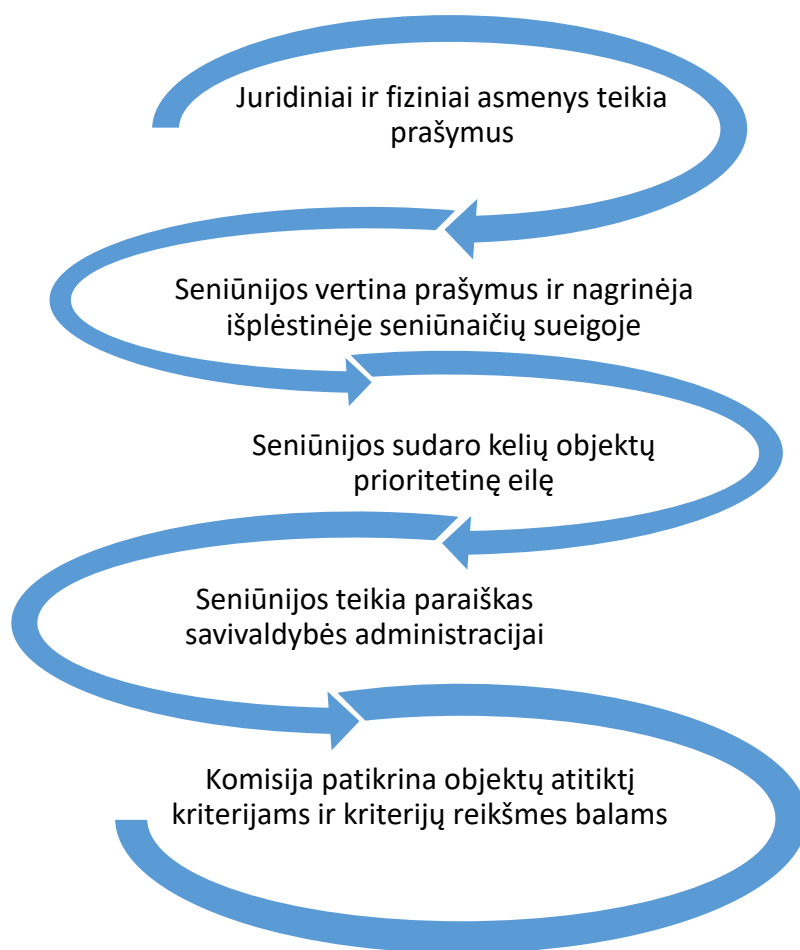 Juridiniai ir fiziniai asmenys teikia
prašymus
Seniūnijos vertina prašymus ir nagrinėja
išplėstinėje seniūnaičių sueigoje
Seniūnijos sudaro kelių objektų
prioritetinę eilę
Seniūnijos teikia paraiškas
savivaldybės administracijai
Komisija patikrina objektų atitiktį
kriterijams ir kriterijų reikšmes balams